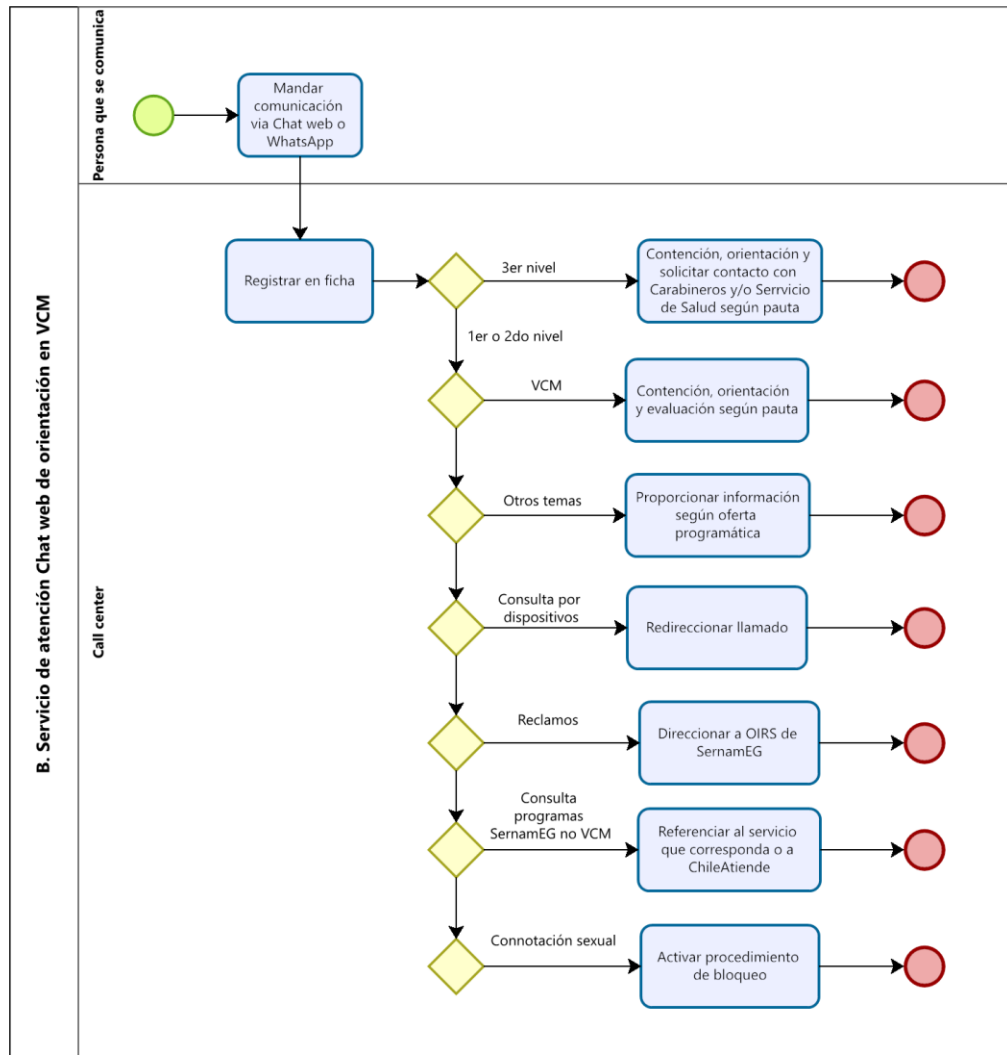 B. Servicio de atención Chat web de orientación en VCM
Persona que se comunica
Mandar
comunicación
via Chat web o
WhatsApp
Call center
Registrar en ficha
3er nivel
Contención, orientación y
solicitar contacto con
Carabineros y/o Serrvicio
de Salud según pauta
1er o 2do nivel
VCM
Contención, orientación
y evaluación según pauta
Otros temas
Proporcionar información
según oferta
programática
Consulta por
dispositivos
Redireccionar llamado
Reclamos
Direccionar a OIRS de
SernamEG
Consulta
programas
SernamEG no VCM
Referenciar al servicio
que corresponda o a
ChileAtiende
Connotación sexual
Activar procedimiento
de bloqueo